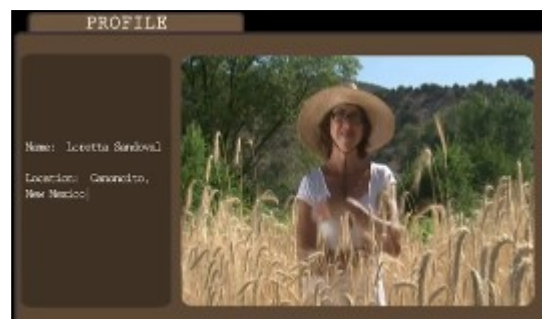 PROFILE
Name: Loretta Sandoval
Location: Canoncito,
New Mexico